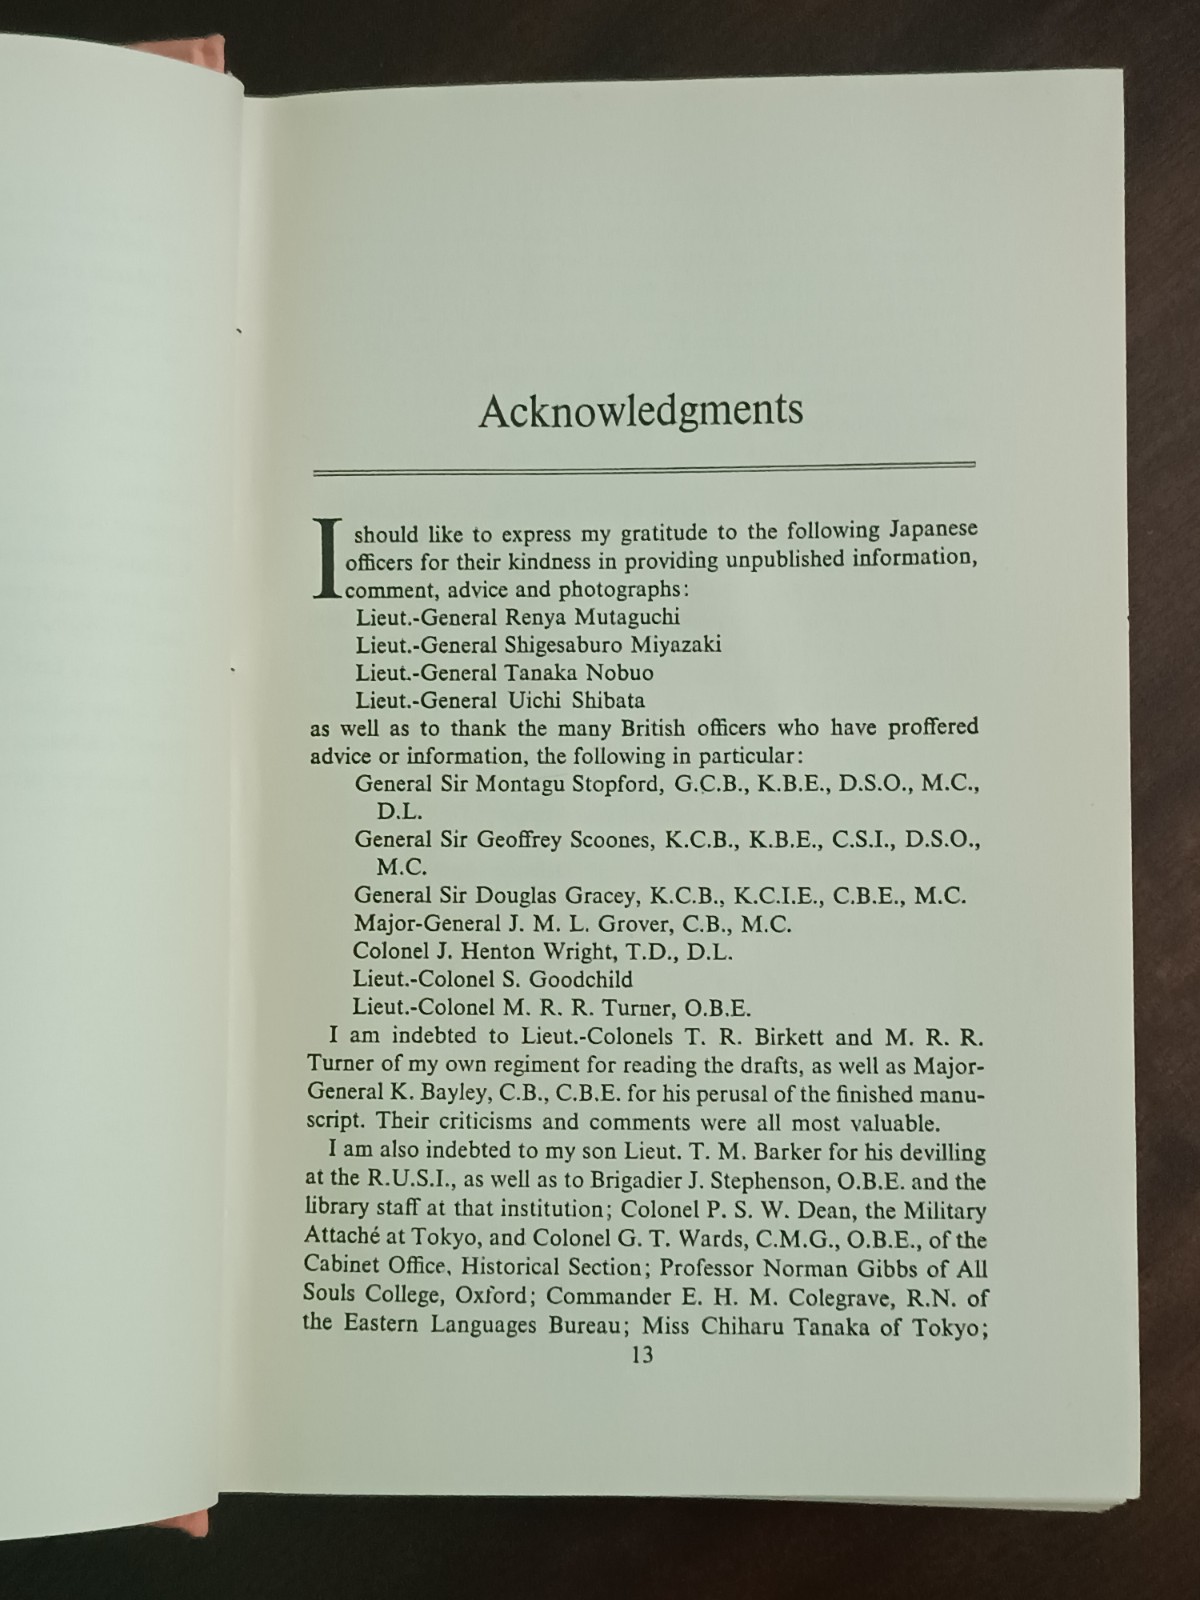 Acknowledgments
I should like to express my gratitude to the following Japanese
officers for their kindness in providing unpublished information,
comment, advice and photographs:
Lieut.-General Renya Mutaguchi
Lieut.-General Shigesaburo Miyazaki
Lieut.-General Tanaka Nobuo
Lieut.-General Uichi Shibata
as well as to thank the many British officers who have proffered
advice or information, the following in particular:
General Sir Montagu Stopford, G.C.B., K.B.E., D.S.O., M.C.,
D.L.
General Sir Geoffrey Scoones, K.C.B., K.B.E., C.S.I., D.S.O.,
M.C.
General Sir Douglas Gracey, K.C.B., K.C.I.E., C.B.E., M.C.
Major-General J. M. L. Grover, C.B., M.C.
Colonel J. Henton Wright, T.D., D.L.
Lieut.-Colonel S. Goodchild
Lieut.-Colonel M. R. R. Turner, O.B.E.
I am indebted to Lieut.-Colonels T. R. Birkett and M. R. R.
Turner of my own regiment for reading the drafts, as well as Major-
General K. Bayley, C.B., C.B.E. for his perusal of the finished manu-
script. Their criticisms and comments were all most valuable.
I am also indebted to my son Lieut. T. M. Barker for his devilling
at the R.U.S.I., as well as to Brigadier J. Stephenson, O.B.E. and the
library staff at that institution; Colonel P. S. W. Dean, the Military
Attaché at Tokyo, and Colonel G. T. Wards, C.M.G., O.B.E., of the
Cabinet Office, Historical Section; Professor Norman Gibbs of All
Souls College, Oxford; Commander E. H. M. Colegrave, R.N. of
the Eastern Languages Bureau; Miss Chiharu Tanaka of Tokyo;
13